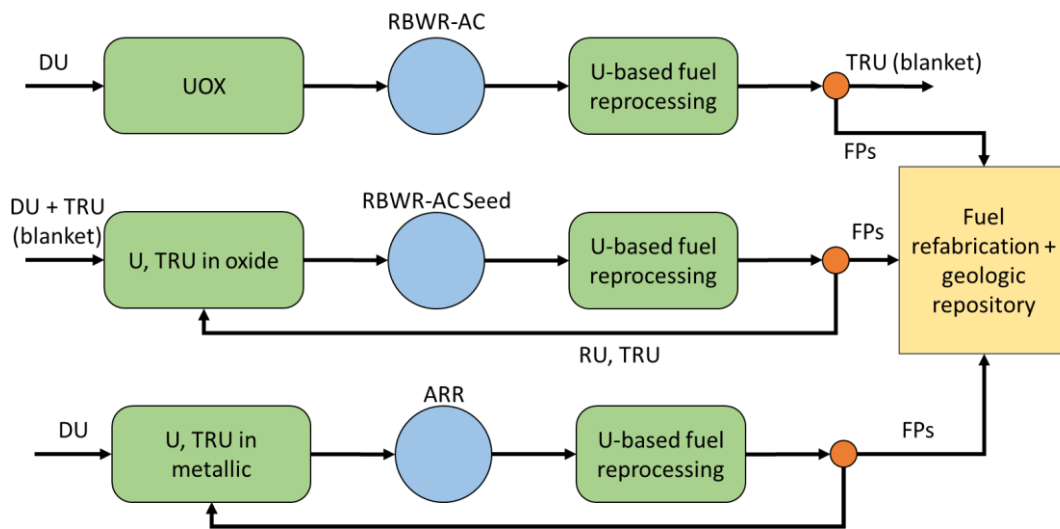 RBWR-AC
DU
UOX
U-based fuel
reprocessing
TRU (blanket)
FPs
DU + TRU
(blanket)
U, TRU in oxide
RBWR-AC Seed
U-based fuel
reprocessing
FPs
Fuel
refabrication +
geologic
repository
RU, TRU
ARR
DU
U, TRU in
metallic
U-based fuel
reprocessing
FPs